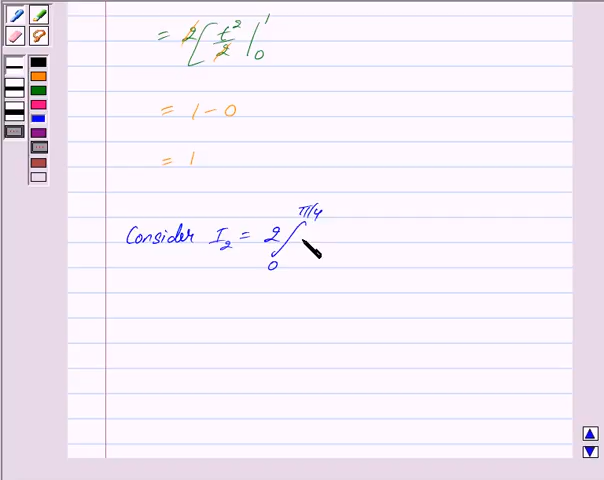 = 2[t²/2]₀¹
= 1 - 0
= 1
Consider I₂ = 2∫₀^π/4